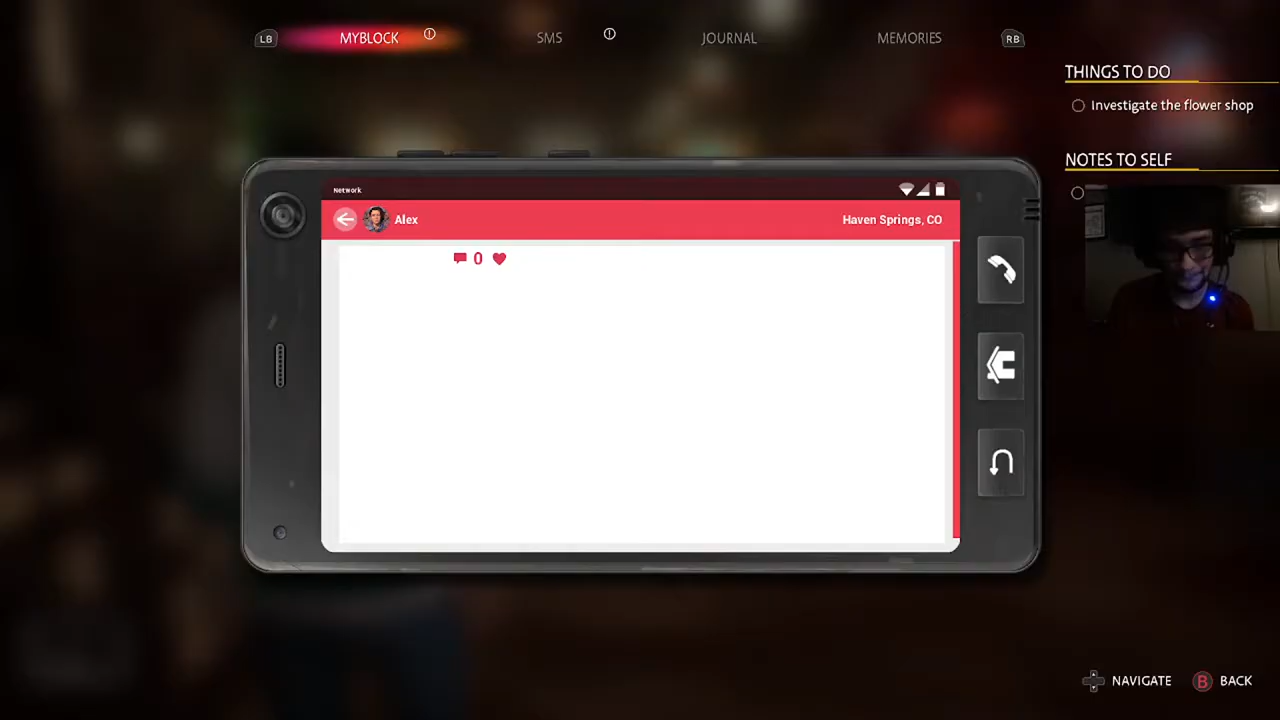 LB
MYBLOCK
SMS
JOURNAL
MEMORIES
RB
THINGS TO DO
Investigate the flower shop
NOTES TO SELF
Network
Alex
Haven Springs, CO
0
NAVIGATE
B
BACK